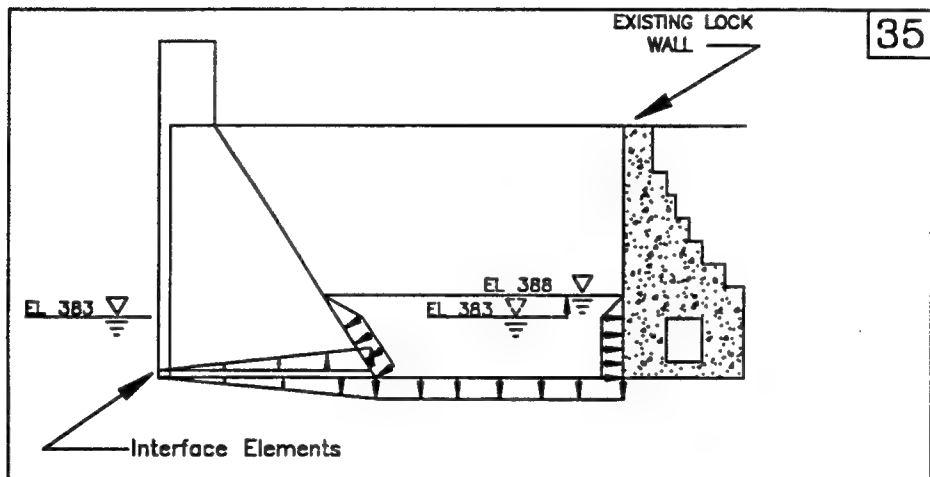 EXISTING LOCK
WALL
35
EL 388
EL 383
EL 383
Interface Elements